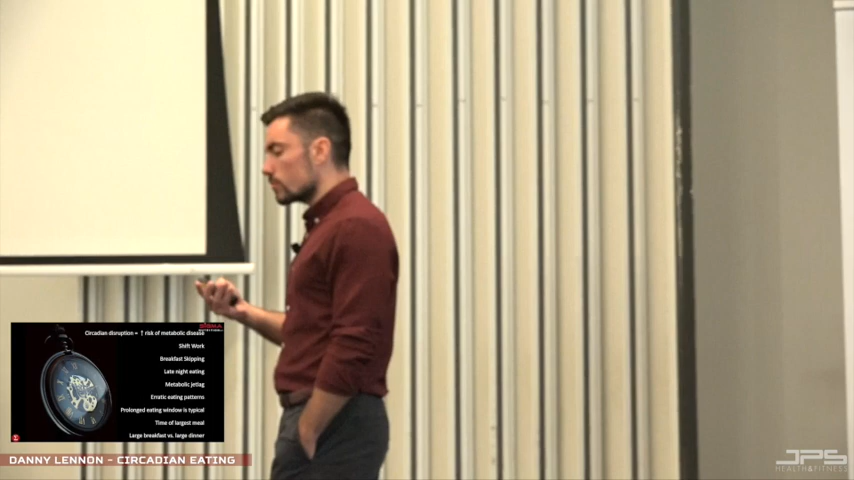 SIGMA
Circadian disruption = ↑ risk of metabolic disease
Shift Work
Breakfast Skipping
Late night eating
Metabolic jetlag
Erratic eating patterns
Prolonged eating window is typical
Time of largest meal
Large breakfast vs. large dinner
DANNY LENNON - CIRCADIAN EATING
JPS
HEALTH&FITNESS